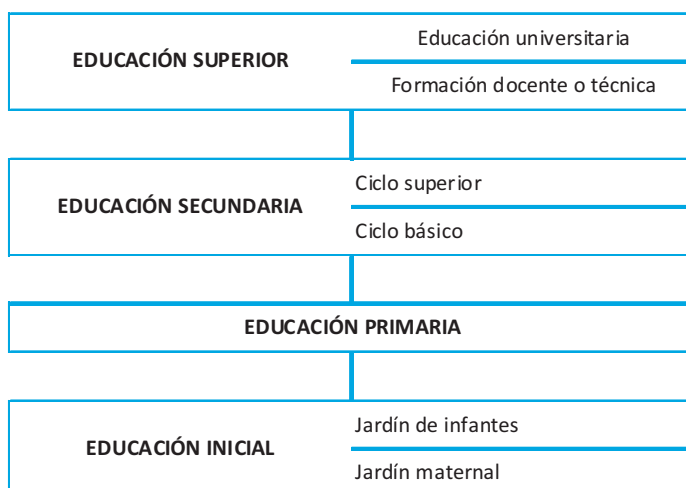 EDUCACIÓN SUPERIOR
Educación universitaria
Formación docente o técnica
EDUCACIÓN SECUNDARIA
Ciclo superior
Ciclo básico
EDUCACIÓN PRIMARIA
EDUCACIÓN INICIAL
Jardín de infantes
Jardín maternal